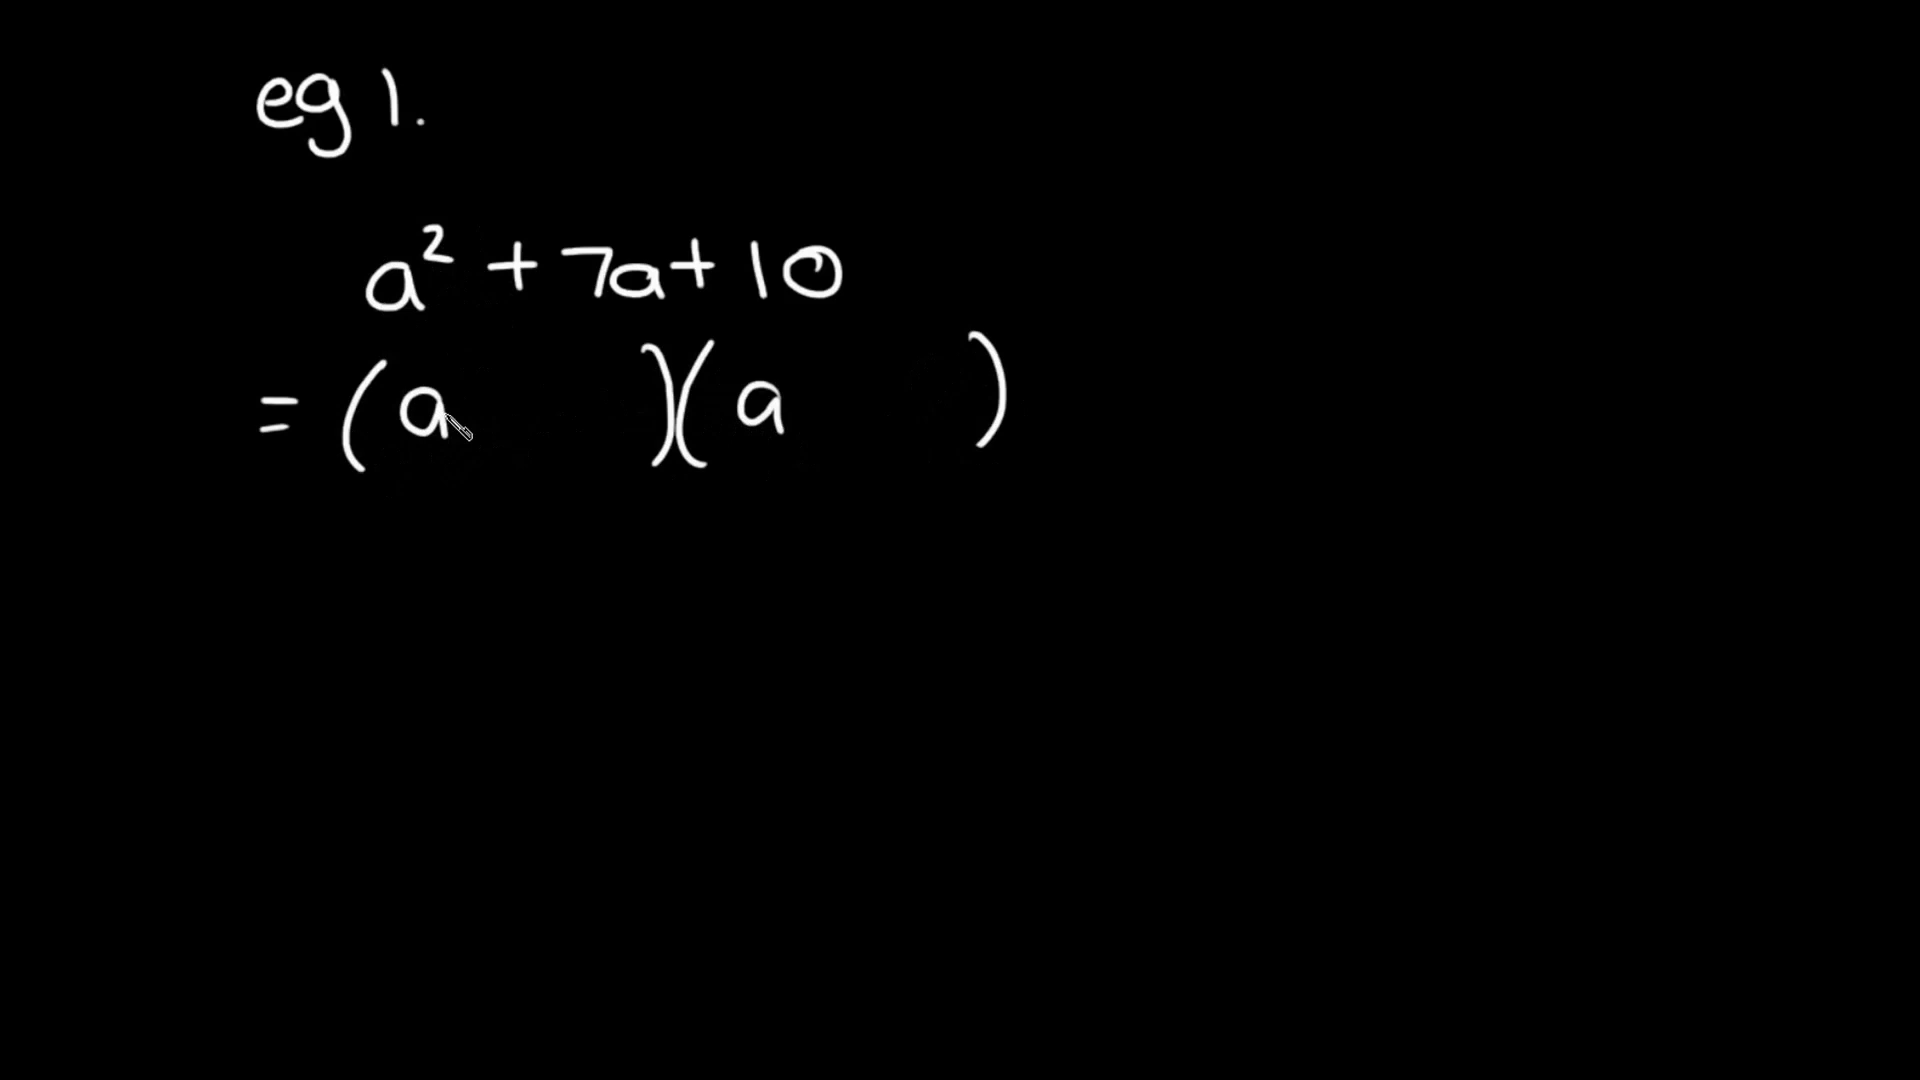 eg 1.
a² + 7a + 10
= (a )(a )